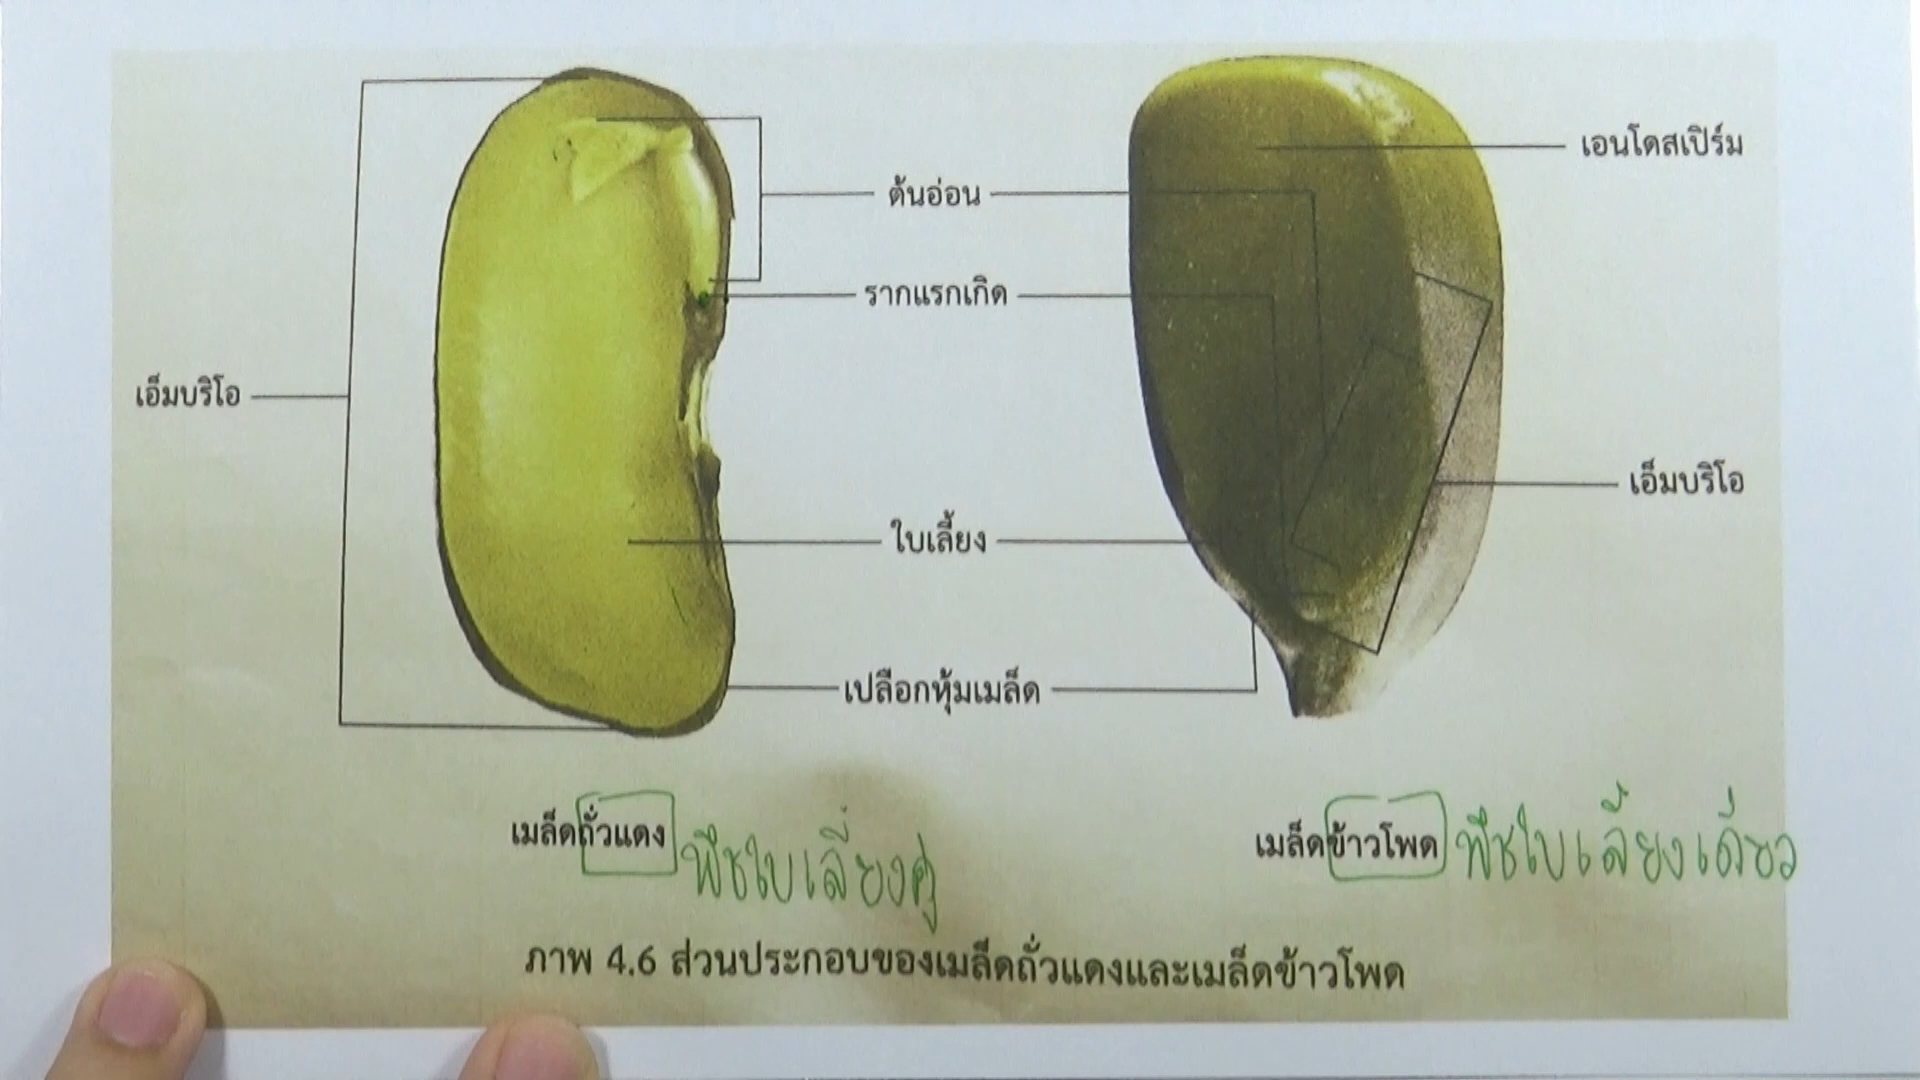 เอนโดสเปิร์ม
ต้นอ่อน
รากแรกเกิด
เอ็มบริโอ
เอ็มบริโอ
ใบเลี้ยง
เปลือกหุ้มเมล็ด
เมล็ดถั่วแดง พืชใบเลี้ยงคู่
เมล็ดข้าวโพด พืชใบเลี้ยงเดี่ยว
ภาพ 4.6 ส่วนประกอบของเมล็ดถั่วแดงและเมล็ดข้าวโพด